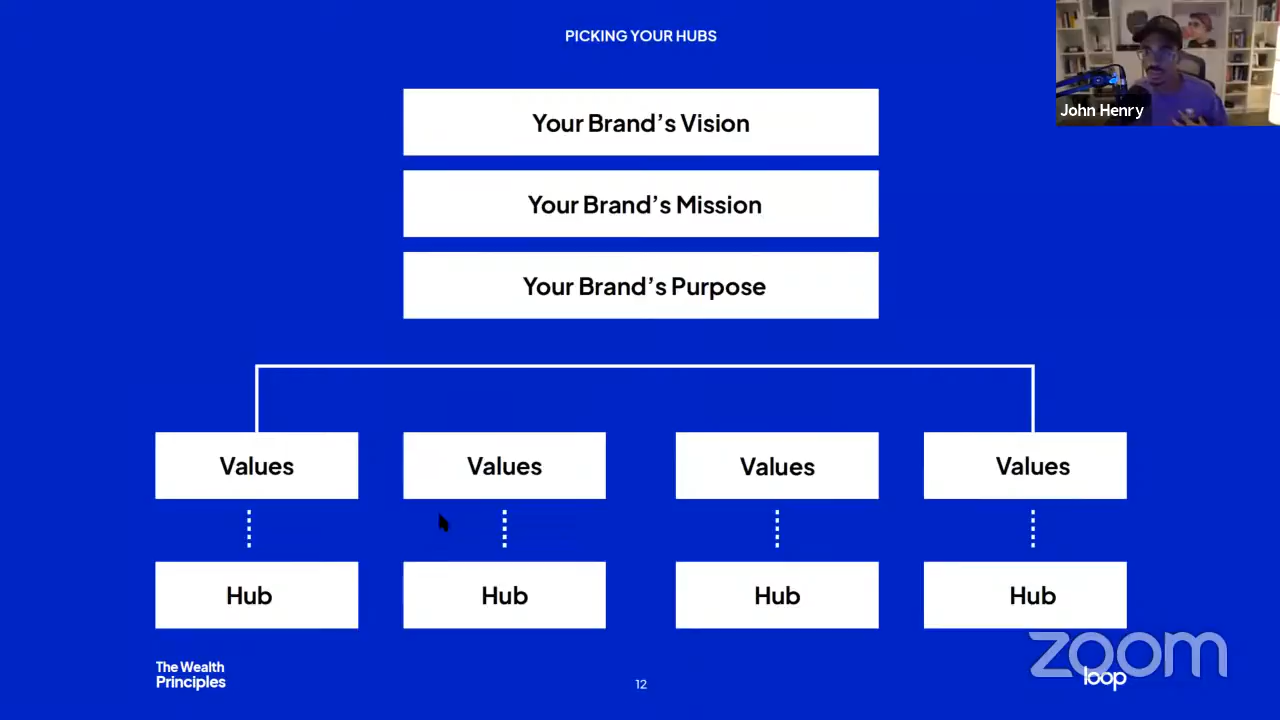 PICKING YOUR HUBS
John Henry
Your Brand’s Vision
Your Brand’s Mission
Your Brand’s Purpose
Values
Values
Values
Values
Hub
Hub
Hub
Hub
The Wealth
Principles
12
zoom
loop